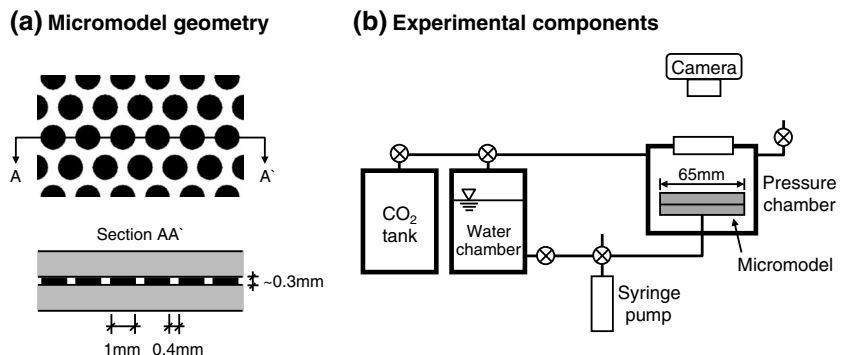 (a) Micromodel geometry
A
A`
Section AA`
~0.3mm
1mm
0.4mm
(b) Experimental components
Camera
65mm
Pressure
chamber
CO₂
tank
Water
chamber
Micromodel
Syringe
pump